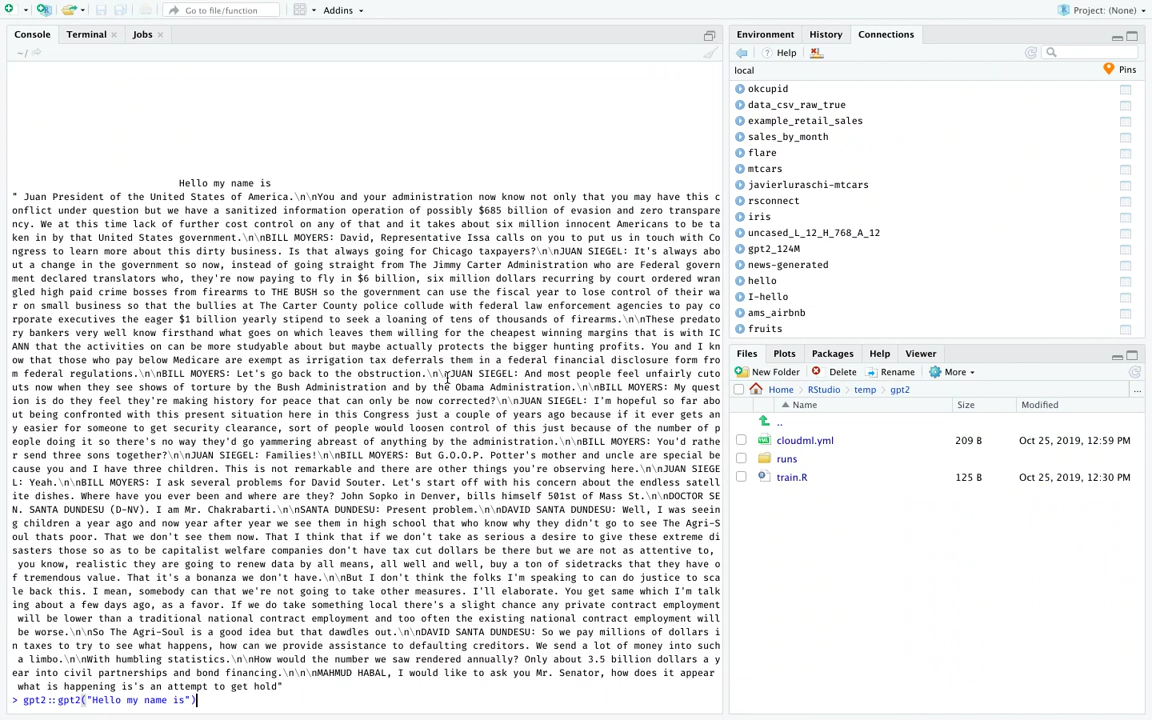 Go to file/function
Addins
Project: (None)
Console Terminal Jobs
~/
Hello my name is
" Juan President of the United States of America.\n\nYou and your administration now know not only that you may have this c
onflict under question but we have a sanitized information operation of possibly $685 billion of evasion and zero transpare
ncy. We at this time lack of further cost control on any of that and it takes about six million innocent Americans to be ta
ken in by that United States government.\n\nBILL MOYERS: David, Representative Issa calls on you to put us in touch with Co
ngress to learn more about this dirty business. Is that always going for Chicago taxpayers?\n\nJUAN SIEGEL: It's always abo
ut a change in the government so now, instead of going straight from The Jimmy Carter Administration who are Federal govern
ment declared translators who, they're now paying to fly in $6 billion, six million dollars recurring by court ordered wran
gled high paid crime bosses from firearms to THE BUSH so the government can use the fiscal year to lose control of their wa
r on small business so that the bullies at The Carter County police collude with federal law enforcement agencies to pay co
rporate executives the eager $1 billion yearly stipend to seek a loaning of tens of thousands of firearms.\n\nThese predato
ry bankers very well know firsthand what goes on which leaves them willing for the cheapest winning margins that is with IC
ANN that the activities on can be more studyable about but maybe actually protects the bigger hunting profits. You and I kn
ow that those who pay below Medicare are exempt as irrigation tax deferrals them in a federal financial disclosure form fro
m federal regulations.\n\nBILL MOYERS: Let's go back to the obstruction.\n\nJUAN SIEGEL: And most people feel unfairly cuto
uts now when they see shows of torture by the Bush Administration and by the Obama Administration.\n\nBILL MOYERS: My quest
ion is do they feel they're making history for peace that can only be now corrected?\n\nJUAN SIEGEL: I'm hopeful so far abo
ut being confronted with this present situation here in this Congress just a couple of years ago because if it ever gets an
y easier for someone to get security clearance, sort of people would loosen control of this just because of the number of p
eople doing it so there's no way they'd go yammering abreast of anything by the administration.\n\nBILL MOYERS: You'd rathe
r send three sons together?\n\nJUAN SIEGEL: Families!\n\nBILL MOYERS: But G.O.O.P. Potter's mother and uncle are special be
cause you and I have three children. This is not remarkable and there are other things you're observing here.\n\nJUAN SIEGE
L: Yeah.\n\nBILL MOYERS: I ask several problems for David Souter. Let's start off with his concern about the endless satell
ite dishes. Where have you ever been and where are they? John Sopko in Denver, bills himself 501st of Mass St.\n\nDOCTOR SE
N. SANTA DUNDESU (D-NV). I am Mr. Chakrabarti.\n\nSANTA DUNDESU: Present problem.\n\nDAVID SANTA DUNDESU: Well, I was seein
g children a year ago and now year after year we see them in high school that who know why they didn't go to see The Agri-S
oul thats poor. That we don't see them now. That I think that if we don't take as serious a desire to give these extreme di
sasters those so as to be capitalist welfare companies don't have tax cut dollars be there but we are not as attentive to,
you know, realistic they are going to renew data by all means, all well and well, buy a ton of sidetracks that they have o
f tremendous value. That it's a bonanza we don't have.\n\nBut I don't think the folks I'm speaking to can do justice to sca
le back this. I mean, somebody can that we're not going to take other measures. I'll elaborate. You get same which I'm talk
ing about a few days ago, as a favor. If we do take something local there's a slight chance any private contract employment
will be lower than a traditional national contract employment and too often the existing national contract employment will
be worse.\n\nSo The Agri-Soul is a good idea but that dawdles out.\n\nDAVID SANTA DUNDESU: So we pay millions of dollars i
n taxes to try to see what happens, how can we provide assistance to defaulting creditors. We send a lot of money into such
a limbo.\n\nWith humbling statistics.\n\nHow would the number we saw rendered annually? Only about 3.5 billion dollars a y
ear into civil partnerships and bond financing.\n\n\nMAHMUD HABAL, I would like to ask you Mr. Senator, how does it appear
what is happening is's an attempt to get hold"
> gpt2::gpt2("Hello my name is")
Environment History Connections
Help
local
Pins
okcupid
data_csv_raw_true
example_retail_sales
sales_by_month
flare
mtcars
javierluraschi-mtcars
rsconnect
iris
uncased_L_12_H_768_A_12
gpt2_124M
news-generated
hello
I-hello
ams_airbnb
fruits
Files Plots Packages Help Viewer
New Folder Delete Rename More
Home RStudio temp gpt2 ...
Name Size Modified
..
cloudml.yml 209 B Oct 25, 2019, 12:59 PM
runs
train.R 125 B Oct 25, 2019, 12:30 PM